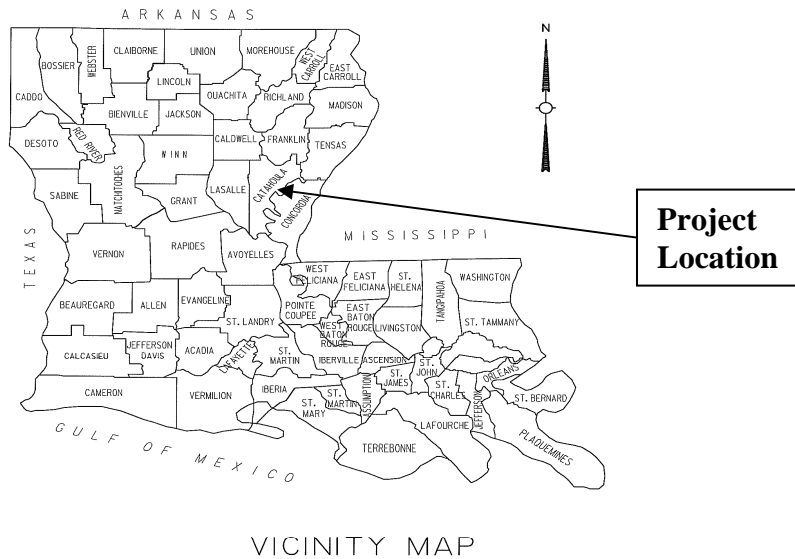 ARKANSAS
N
CLAIBORNE
UNION
MOREHOUSE
WEST
CARROLL
EAST
CARROLL
BOSSIER
WEBSTER
LINCOLN
CADDO
OUACHITA
RICHLAND
MADISON
BIENVILLE
JACKSON
RED RIVER
DESOTO
CALDWELL
FRANKLIN
TENSAS
WINN
NATCHITOCHES
SABINE
GRANT
LASALLE
CATAHOULA
CONCORDIA
Project
Location
TEXAS
MISSISSIPPI
VERNON
RAPIDES
AVOYELLES
WEST
FELICIANA
EAST
FELICIANA
ST.
HELENA
TANGIPAHOA
WASHINGTON
BEAUREGARD
ALLEN
EVANGELINE
POINTE
COUPEE
EAST
BATON
ROUGE
WEST
BATON
ROUGE
LIVINGSTON
ST. TAMMANY
ST. LANDRY
CALCASIEU
JEFFERSON
DAVIS
ACADIA
LAFAYETTE
ST.
MARTIN
IBERVILLE
ASCENSION
ST.
JOHN
ST.
JAMES
ORLEANS
CAMERON
VERMILION
IBERIA
ST.
MARTIN
ST.
MARY
ASSUMPTION
ST.
CHARLES
JEFFERSON
ST. BERNARD
LAFOURCHE
PLAQUEMINES
TERREBONNE
GULF OF MEXICO
VICINITY MAP